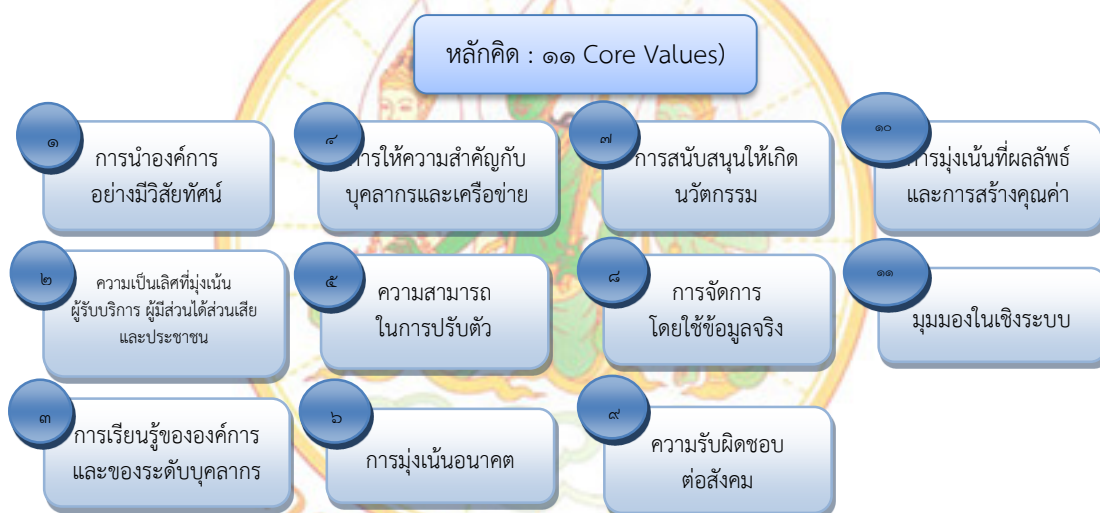 หลักคิด : ๑๑ Core Values)
๑
การนำองค์การ
อย่างมีวิสัยทัศน์
๒
ความเป็นเลิศที่มุ่งเน้น
ผู้รับบริการ ผู้มีส่วนได้ส่วนเสีย
และประชาชน
๓
การเรียนรู้ขององค์การ
และของระดับบุคลากร
๔
การให้ความสำคัญกับ
บุคลากรและเครือข่าย
๕
ความสามารถ
ในการปรับตัว
๖
การมุ่งเน้นอนาคต
๗
การสนับสนุนให้เกิด
นวัตกรรม
๘
การจัดการ
โดยใช้ข้อมูลจริง
๙
ความรับผิดชอบ
ต่อสังคม
๑๐
การมุ่งเน้นที่ผลลัพธ์
และการสร้างคุณค่า
๑๑
มุมมองในเชิงระบบ